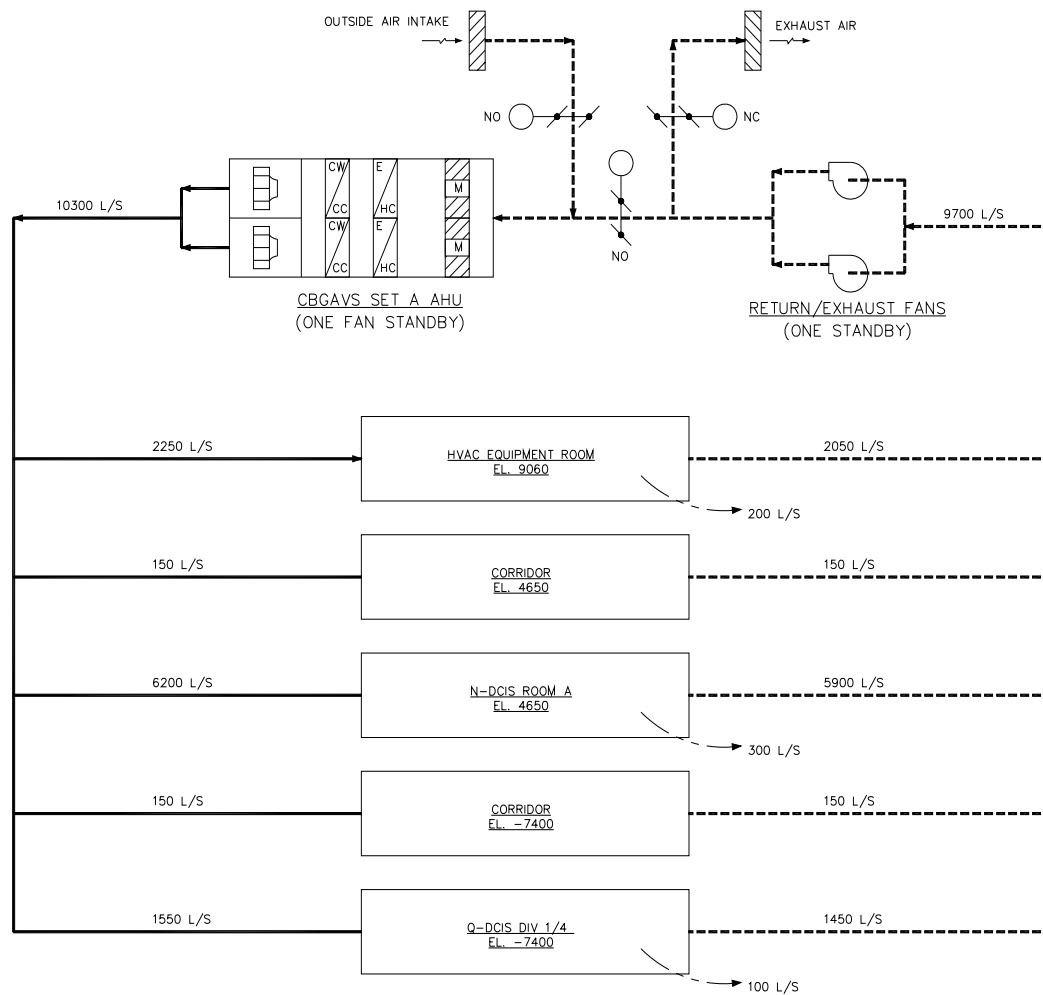 OUTSIDE AIR INTAKE
EXHAUST AIR
NO
NC
NO
CW
CC
E
HC
M
CW
CC
E
HC
M
10300 L/S
9700 L/S
CBGAVS SET A AHU
(ONE FAN STANDBY)
RETURN/EXHAUST FANS
(ONE STANDBY)
2250 L/S
HVAC EQUIPMENT ROOM
EL. 9060
2050 L/S
200 L/S
150 L/S
CORRIDOR
EL. 4650
150 L/S
6200 L/S
N-DCIS ROOM A
EL. 4650
5900 L/S
300 L/S
150 L/S
CORRIDOR
EL. -7400
150 L/S
1550 L/S
Q-DCIS DIV 1/4
EL. -7400
1450 L/S
100 L/S